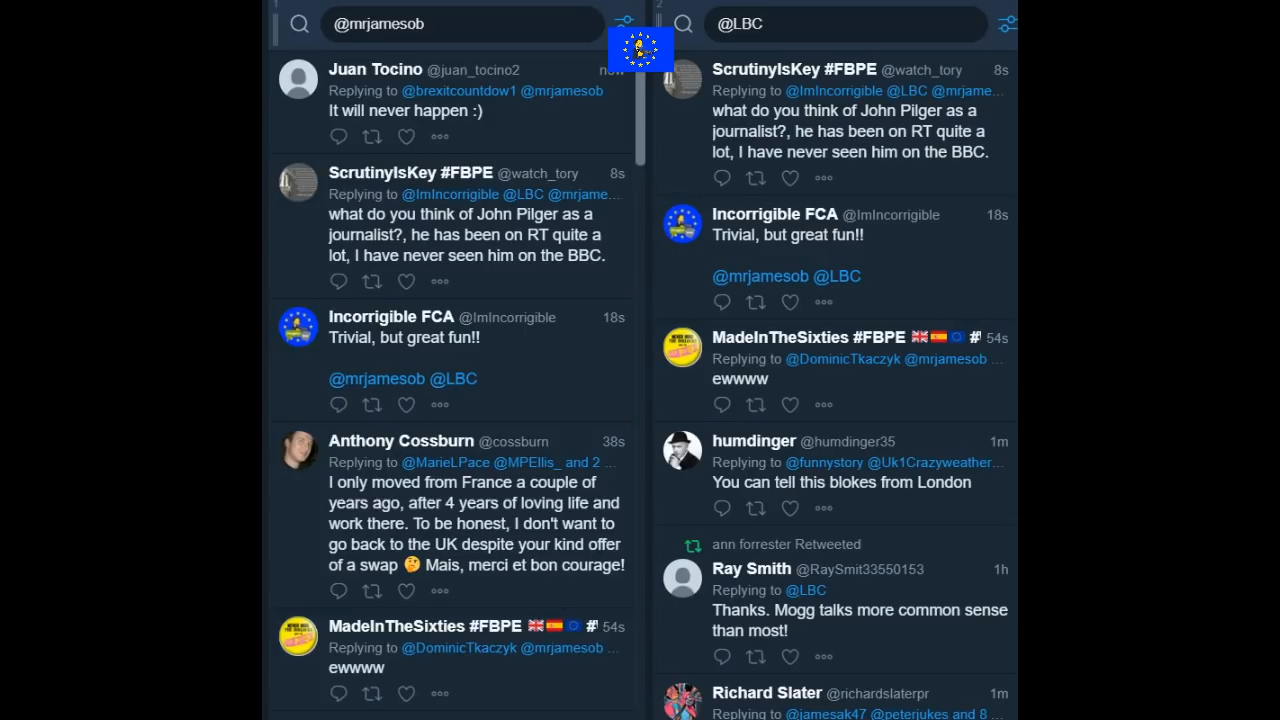 1
@mrjamesob
Juan Tocino @juan_tocino2
Replying to @brexitcountdow1 @mrjamesob
It will never happen :)
ScrutinyIsKey #FBPE @watch_tory 8s
Replying to @ImIncorrigible @LBC @mrjame...
what do you think of John Pilger as a
journalist?, he has been on RT quite a
lot, I have never seen him on the BBC.
Incorrigible FCA @ImIncorrigible 18s
Trivial, but great fun!!
@mrjamesob @LBC
Anthony Cossburn @cossburn 38s
Replying to @MarieLPace @MPEllis_ and 2 ...
I only moved from France a couple of
years ago, after 4 years of loving life and
work there. To be honest, I don't want to
go back to the UK despite your kind offer
of a swap 🤔 Mais, merci et bon courage!
MadeInTheSixties #FBPE 🇬🇧🇪🇸🇪🇺 #' 54s
Replying to @DominicTkaczyk @mrjamesob ...
ewwww
2
@LBC
ScrutinyIsKey #FBPE @watch_tory 8s
Replying to @ImIncorrigible @LBC @mrjame...
what do you think of John Pilger as a
journalist?, he has been on RT quite a
lot, I have never seen him on the BBC.
Incorrigible FCA @ImIncorrigible 18s
Trivial, but great fun!!
@mrjamesob @LBC
MadeInTheSixties #FBPE 🇬🇧🇪🇸🇪🇺 #' 54s
Replying to @DominicTkaczyk @mrjamesob ...
ewwww
humdinger @humdinger35 1m
Replying to @funnystory @Uk1Crazyweather...
You can tell this blokes from London
ann forrester Retweeted
Ray Smith @RaySmit33550153 1h
Replying to @LBC
Thanks. Mogg talks more common sense
than most!
Richard Slater @richardslaterpr 1m
Replying to @jamesak47 @peterjukes and 8 ...